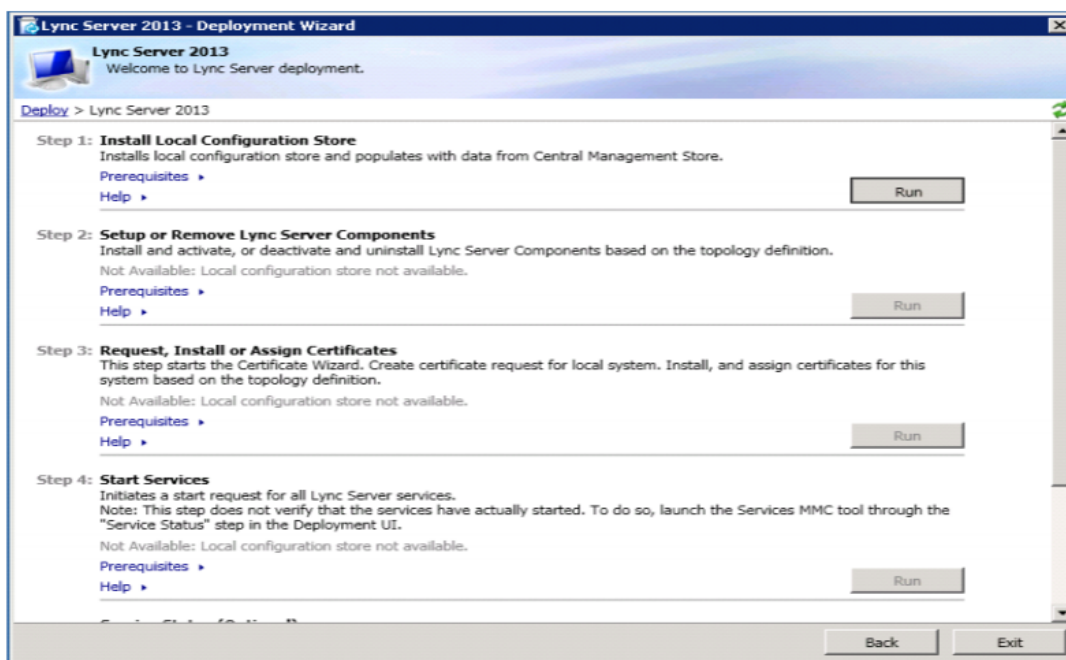 Lync Server 2013 - Deployment Wizard
Lync Server 2013
Welcome to Lync Server deployment.
Deploy > Lync Server 2013
Step 1: Install Local Configuration Store
Installs local configuration store and populates with data from Central Management Store.
Prerequisites ▸
Help ▸
Run
Step 2: Setup or Remove Lync Server Components
Install and activate, or deactivate and uninstall Lync Server Components based on the topology definition.
Not Available: Local configuration store not available.
Prerequisites ▸
Help ▸
Run
Step 3: Request, Install or Assign Certificates
This step starts the Certificate Wizard. Create certificate request for local system. Install, and assign certificates for this
system based on the topology definition.
Not Available: Local configuration store not available.
Prerequisites ▸
Help ▸
Run
Step 4: Start Services
Initiates a start request for all Lync Server services.
Note: This step does not verify that the services have actually started. To do so, launch the Services MMC tool through the
"Service Status" step in the Deployment UI.
Not Available: Local configuration store not available.
Prerequisites ▸
Help ▸
Run
Back
Exit